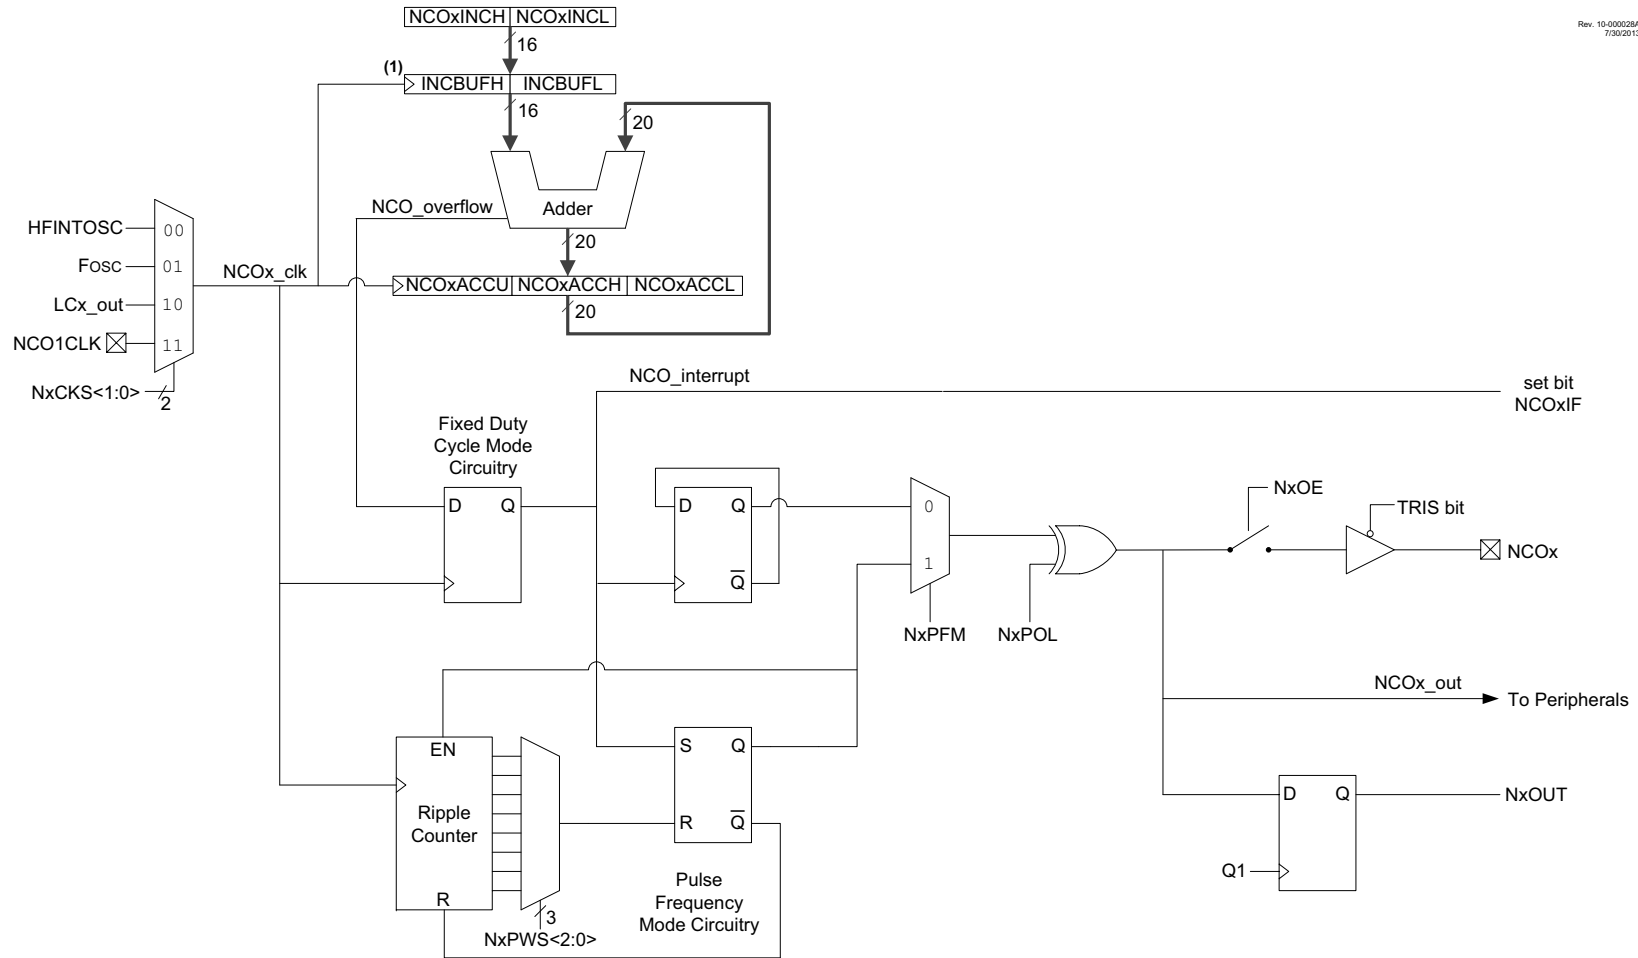 NCOxINCH NCOxINCL
Rev. 10-000028A
7/30/2013
16
(1)
INCBUFH INCBUFL
16
20
NCO_overflow
Adder
HFINTOSC
00
20
FOSC
01
NCOx_clk
NCOxACCU NCOxACCH NCOxACCL
LCx_out
10
20
NCO1CLK
11
NxCKS<1:0>
2
NCO_interrupt
set bit
NCOxIF
Fixed Duty
Cycle Mode
Circuitry
D Q
D Q
Q
0
1
NxPFM
NxPOL
NxOE
TRIS bit
NCOx
NCOx_out
To Peripherals
EN
Ripple
Counter
R
3
NxPWS<2:0>
S Q
R Q
Pulse
Frequency
Mode Circuitry
D Q
NxOUT
Q1